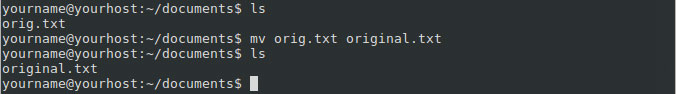 yourname@yourhost:~/documents$ ls
orig.txt
yourname@yourhost:~/documents$ mv orig.txt original.txt
yourname@yourhost:~/documents$ ls
original.txt
yourname@yourhost:~/documents$